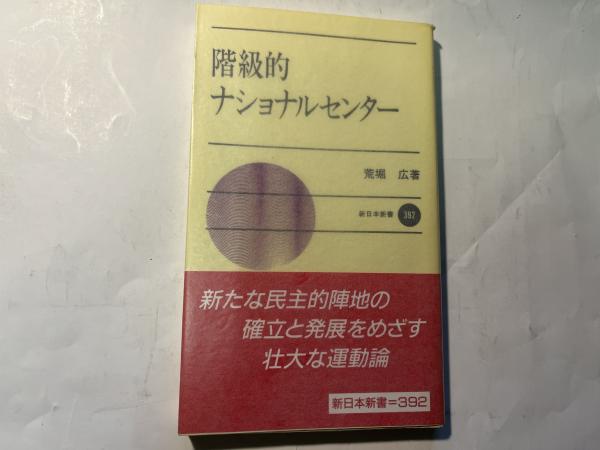 階級的
ナショナルセンター
荒堀 広著
新日本新書 392
新たな民主的陣地の
確立と発展をめざす
壮大な運動論
新日本新書=392